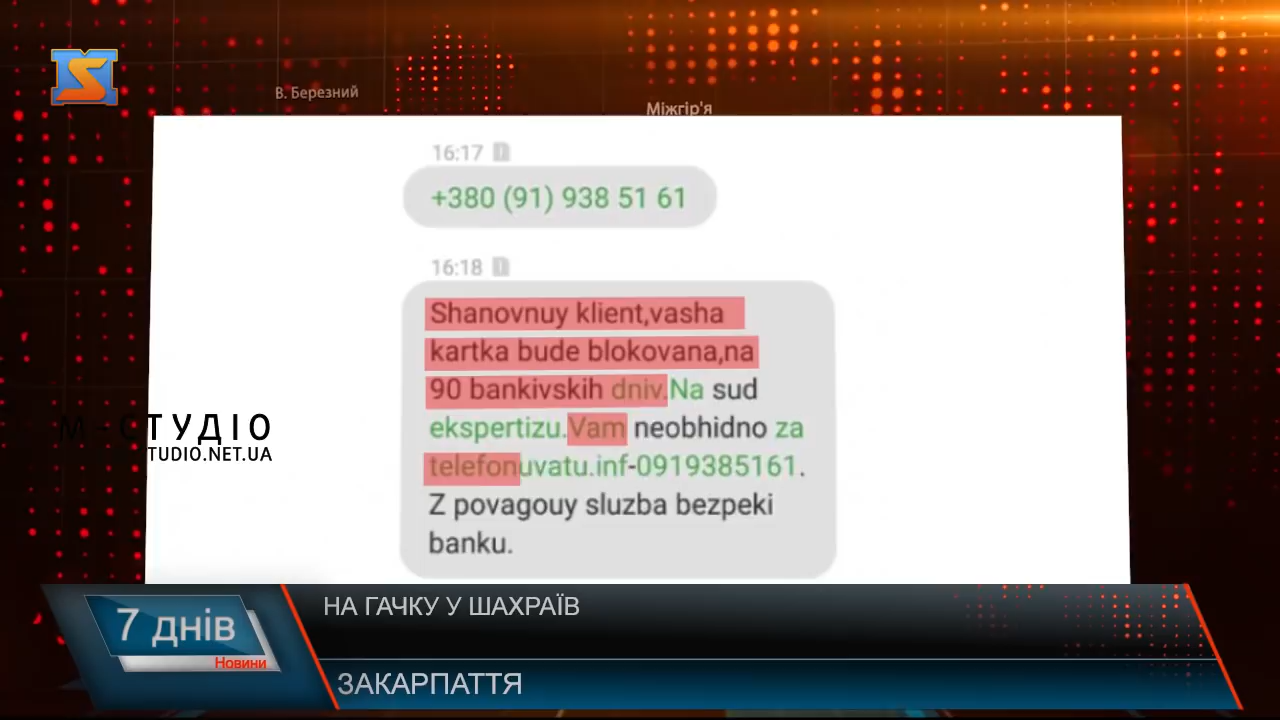 В. Березний
Міжгір'я
16:17
+380 (91) 938 51 61
16:18
Shanovnuy klient,vasha
kartka bude blokovana,na
90 bankivskih dniv.Na sud
ekspertizu.Vam neobhidno za
telefonuvatu.inf-0919385161.
Z povagouy sluzba bezpeki
banku.
М-СТУДІО
TUDIO.NET.UA
7 днів
Новини
НА ГАЧКУ У ШАХРАЇВ
ЗАКАРПАТТЯ